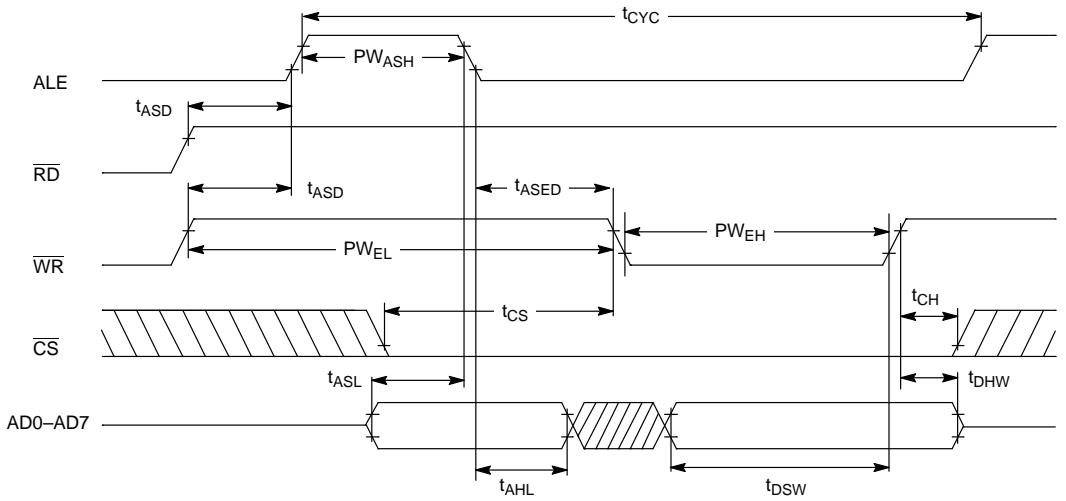 tCYC
PWASH
ALE
tASD
RD
tASD
tASED
PWEH
PWEL
WR
tCS
tCH
CS
tASL
tDHW
AD0–AD7
tAHL
tDSW